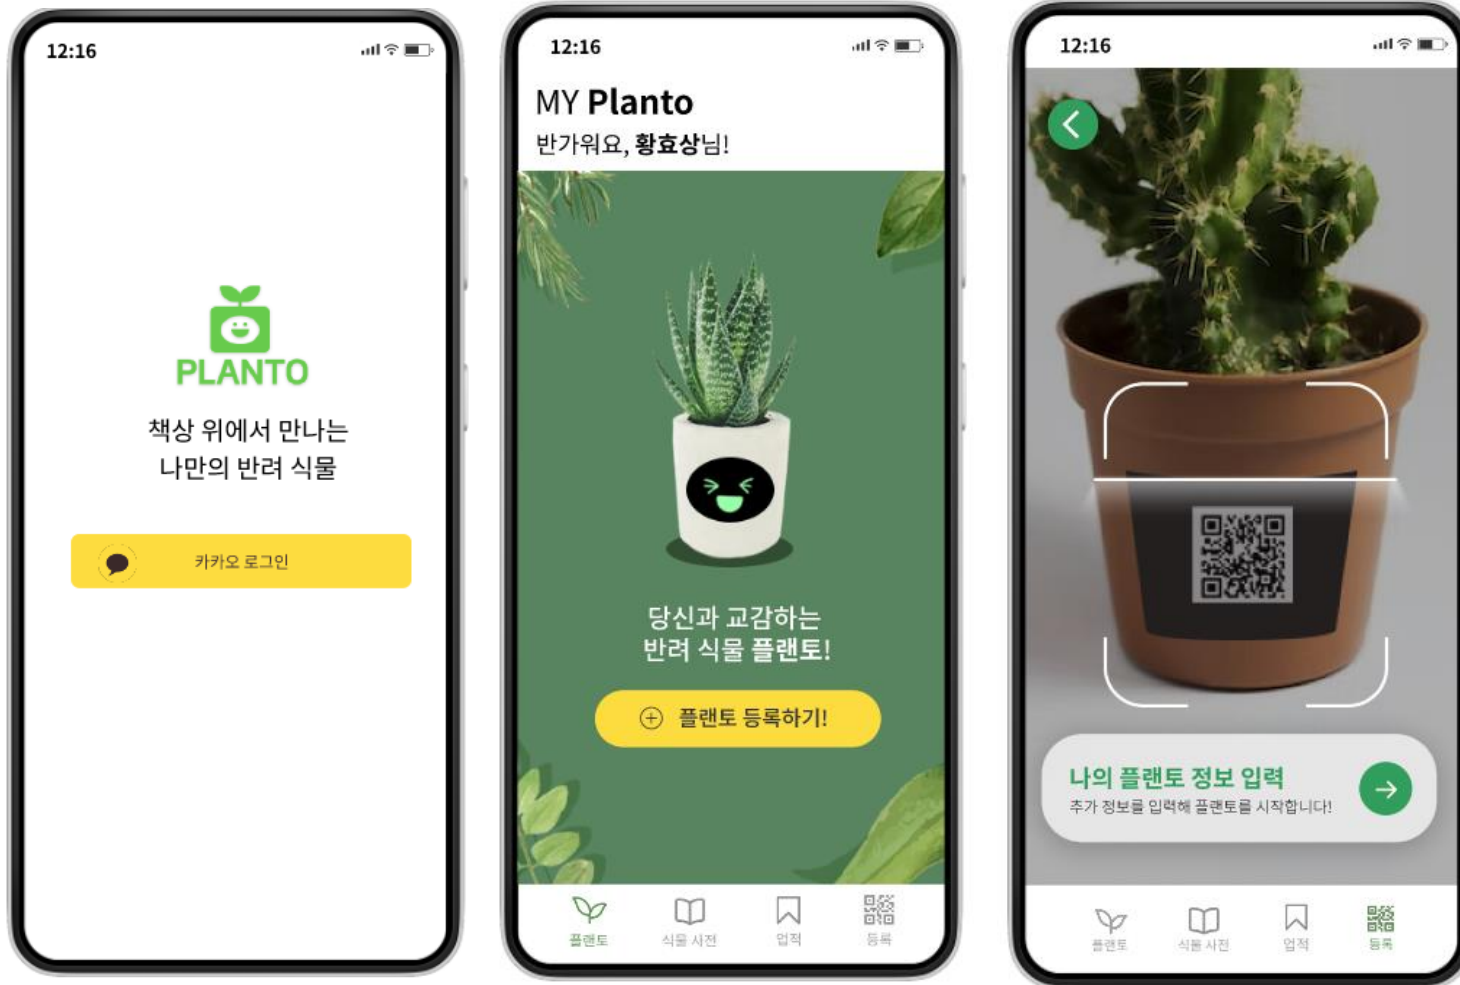 12:16
PLANTO
책상 위에서 만나는
나만의 반려 식물
카카오 로그인
12:16
MY Planto
반가워요, 황효상님!
당신과 교감하는
반려 식물 플랜토!
플랜토 등록하기!
플랜토 식물 사전 업적 등록
12:16
나의 플랜토 정보 입력
추가 정보를 입력해 플랜토를 시작합니다!
플랜토 식물 사전 업적 등록